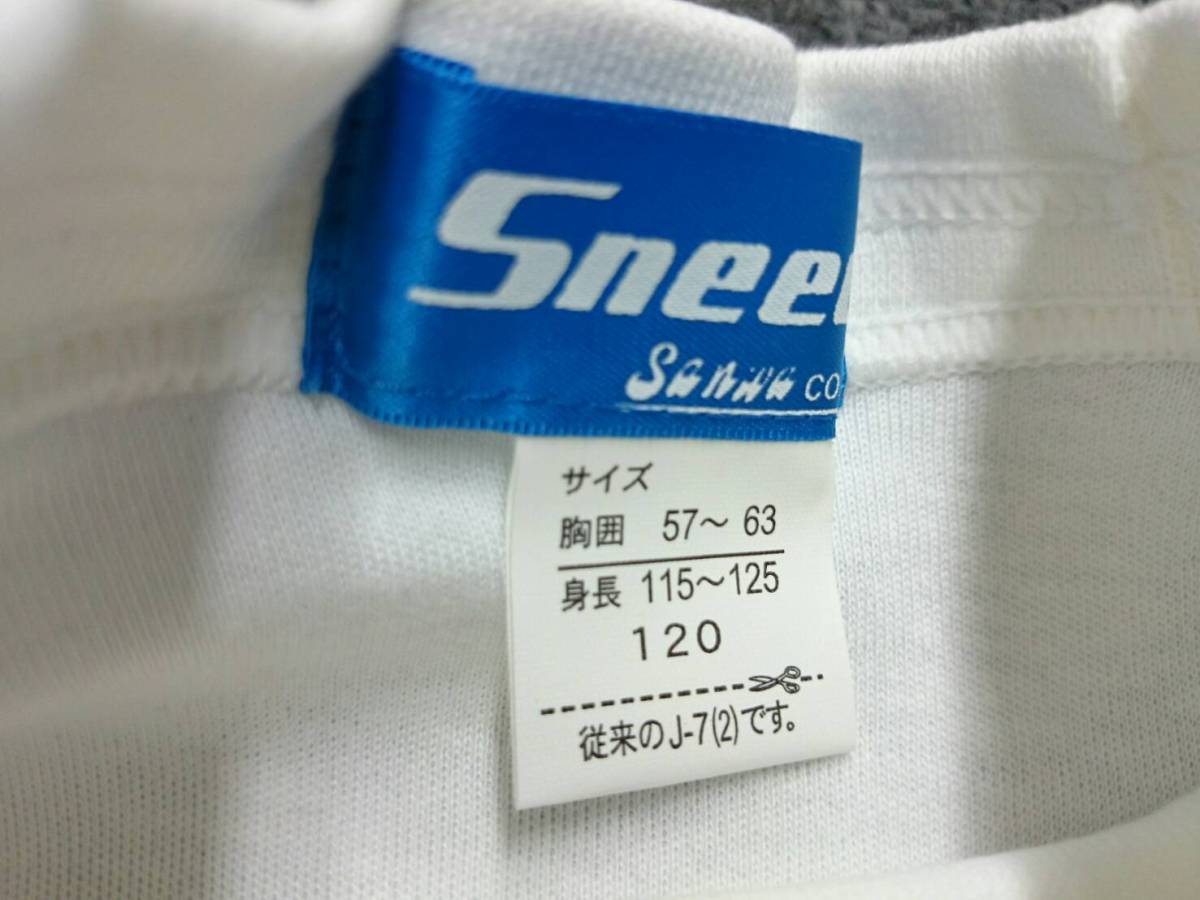 Snee
Sanwa CO
サイズ
胸囲 57～ 63
身長 115～125
120
従来のJ-7(2)です。